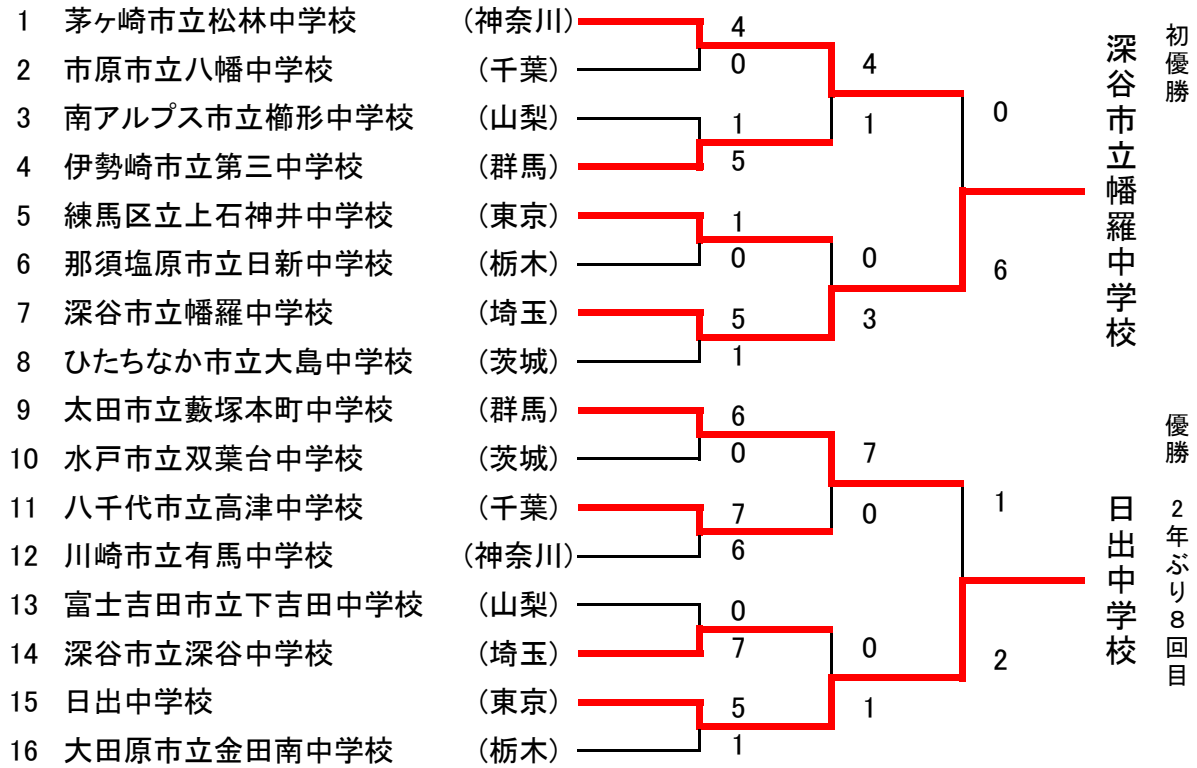 1 茅ヶ崎市立松林中学校 (神奈川) 4
2 市原市立八幡中学校 (千葉) 0
4
3 南アルプス市立櫛形中学校 (山梨) 1
1
4 伊勢崎市立第三中学校 (群馬) 5
0
5 練馬区立上石神井中学校 (東京) 1
6 那須塩原市立日新中学校 (栃木) 0
0
6
7 深谷市立幡羅中学校 (埼玉) 5
3
8 ひたちなか市立大島中学校 (茨城) 1
深谷市立幡羅中学校
初優勝
9 太田市立藪塚本町中学校 (群馬) 6
10 水戸市立双葉台中学校 (茨城) 0
7
11 八千代市立高津中学校 (千葉) 7
0
12 川崎市立有馬中学校 (神奈川) 6
1
13 富士吉田市立下吉田中学校 (山梨) 0
14 深谷市立深谷中学校 (埼玉) 7
0
2
15 日出中学校 (東京) 5
1
16 大田原市立金田南中学校 (栃木) 1
日出中学校
優勝 2年ぶり8回目